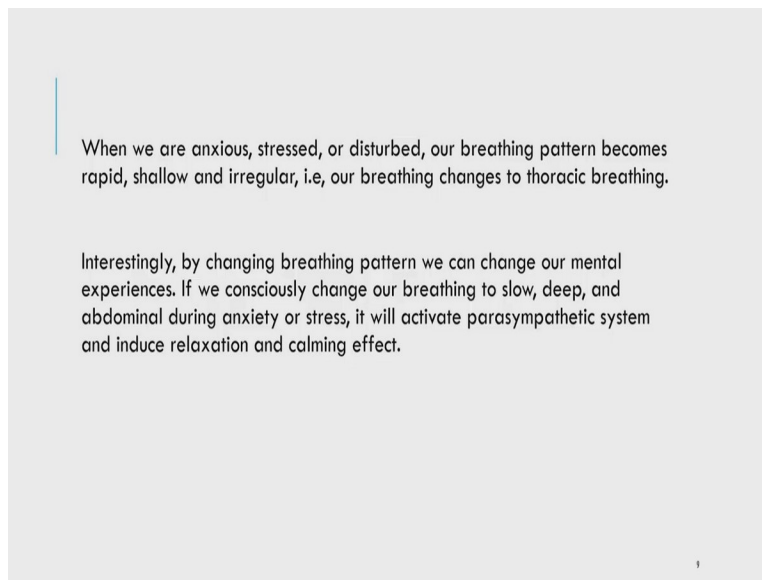 When we are anxious, stressed, or disturbed, our breathing pattern becomes
rapid, shallow and irregular, i.e, our breathing changes to thoracic breathing.
Interestingly, by changing breathing pattern we can change our mental
experiences. If we consciously change our breathing to slow, deep, and
abdominal during anxiety or stress, it will activate parasympathetic system
and induce relaxation and calming effect.
9